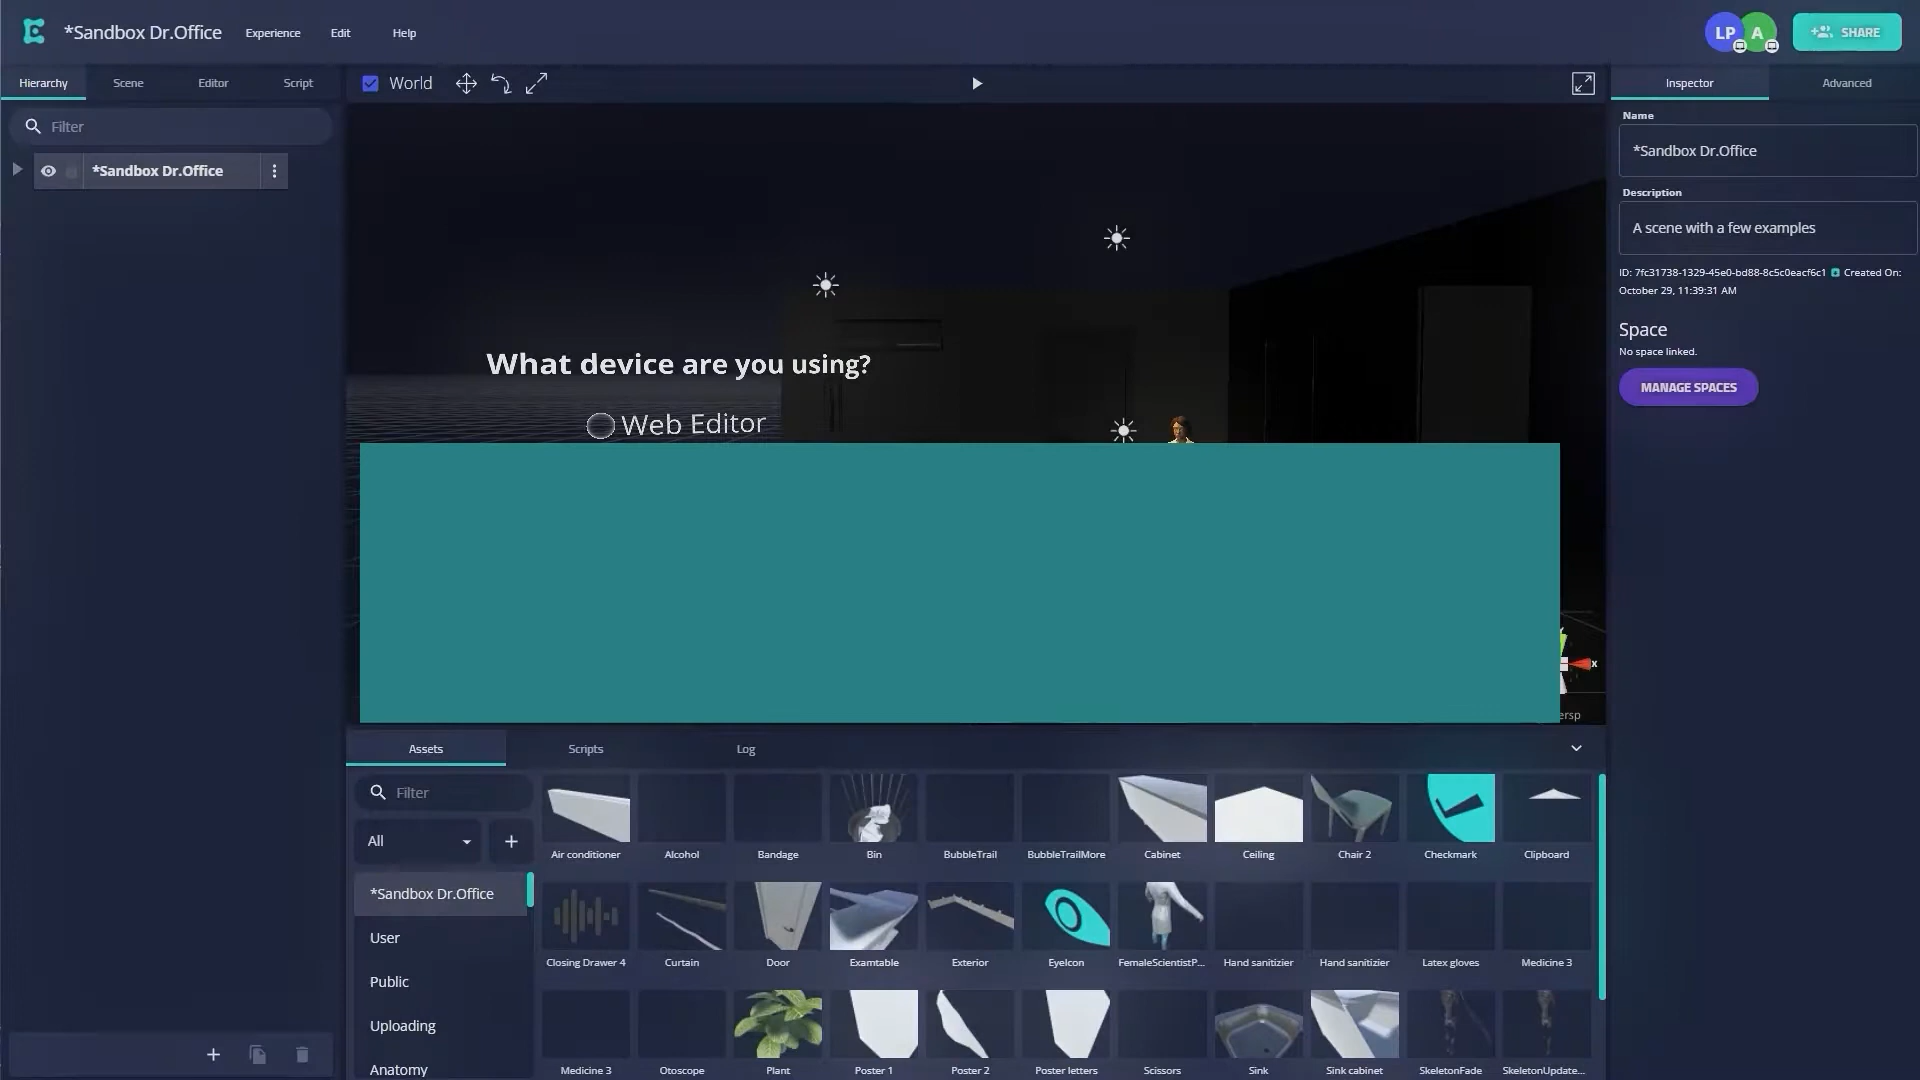 *Sandbox Dr.Office
Experience
Edit
Help
LP
A
SHARE
Hierarchy
Scene
Editor
Script
World
Inspector
Advanced
Filter
*Sandbox Dr.Office
Name
*Sandbox Dr.Office
Description
A scene with a few examples
ID: 7fc31738-1329-45e0-bd88-8c5c0eacf6c1 Created On:
October 29, 11:39:31 AM
Space
No space linked.
MANAGE SPACES
What device are you using?
Web Editor
x
ersp
Assets
Scripts
Log
Filter
All
*Sandbox Dr.Office
User
Public
Uploading
Anatomy
Air conditioner
Alcohol
Bandage
Bin
BubbleTrail
BubbleTrailMore
Cabinet
Ceiling
Chair 2
Checkmark
Clipboard
Closing Drawer 4
Curtain
Door
Examtable
Exterior
EyeIcon
FemaleScientistP...
Hand sanitizier
Hand sanitizier
Latex gloves
Medicine 3
Medicine 3
Otoscope
Plant
Poster 1
Poster 2
Poster letters
Scissors
Sink
Sink cabinet
SkeletonFade
SkeletonUpdate...